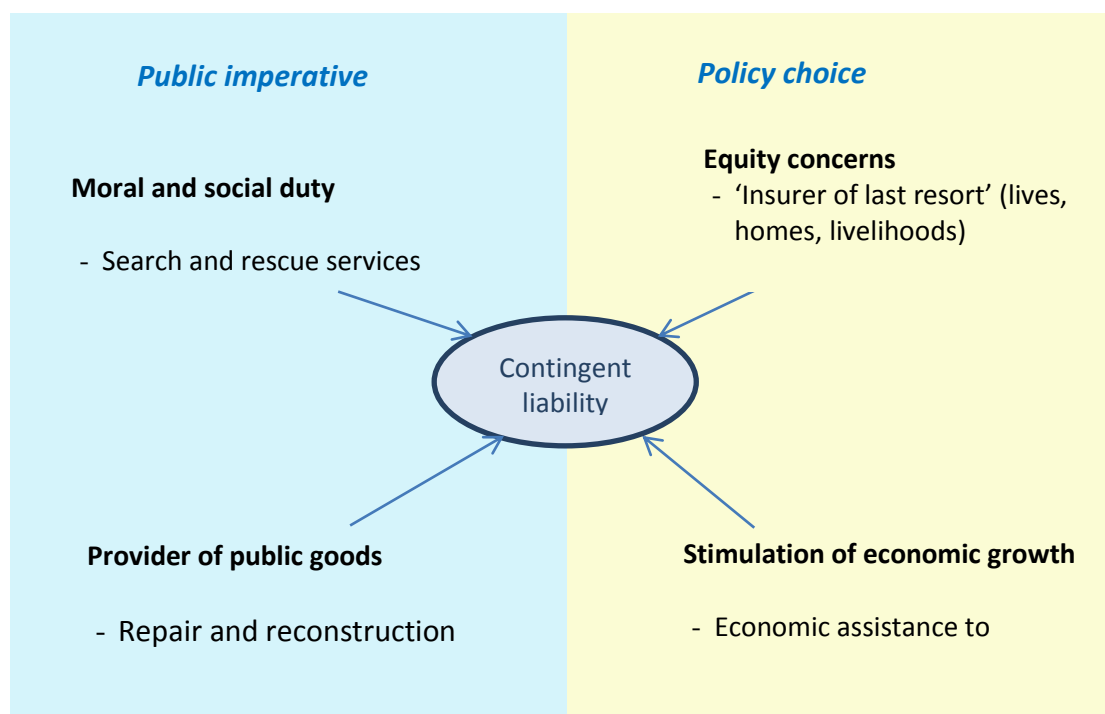 Public imperative
Policy choice
Moral and social duty
- Search and rescue services
Equity concerns
- ‘Insurer of last resort’ (lives,
homes, livelihoods)
Contingent
liability
Provider of public goods
- Repair and reconstruction
Stimulation of economic growth
- Economic assistance to